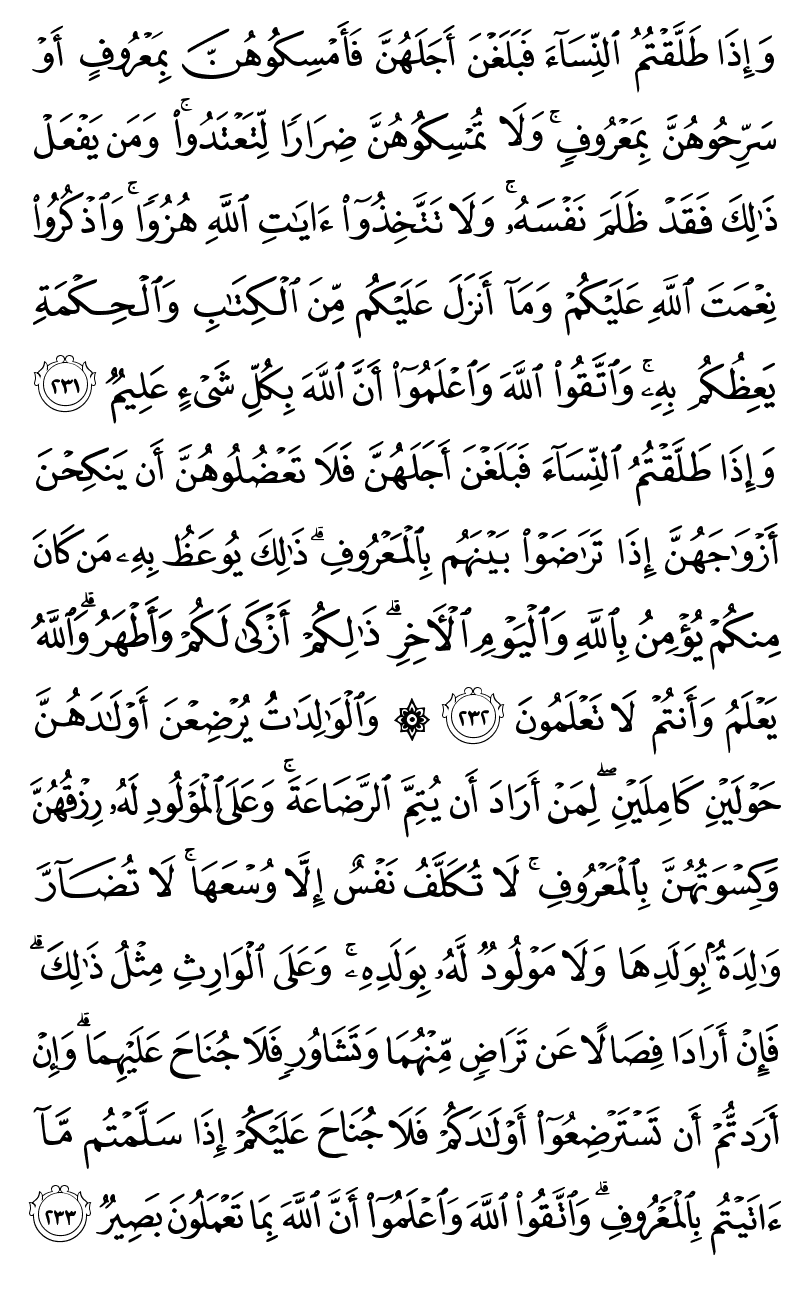 وَإِذَا طَلَّقۡتُمُ ٱلنِّسَآءَ فَبَلَغۡنَ أَجَلَهُنَّ فَأَمۡسِكُوهُنَّ بِمَعۡرُوفٍ أَوۡ
سَرِّحُوهُنَّ بِمَعۡرُوفٖۚ وَلَا تُمۡسِكُوهُنَّ ضِرَارٗا لِّتَعۡتَدُواْۚ وَمَن يَفۡعَلۡ
ذَٰلِكَ فَقَدۡ ظَلَمَ نَفۡسَهُۥۚ وَلَا تَتَّخِذُوٓاْ ءَايَٰتِ ٱللَّهِ هُزُوٗاۚ وَٱذۡكُرُواْ
نِعۡمَتَ ٱللَّهِ عَلَيۡكُمۡ وَمَآ أَنزَلَ عَلَيۡكُم مِّنَ ٱلۡكِتَٰبِ وَٱلۡحِكۡمَةِ
يَعِظُكُم بِهِۦۚ وَٱتَّقُواْ ٱللَّهَ وَٱعۡلَمُوٓاْ أَنَّ ٱللَّهَ بِكُلِّ شَيۡءٍ عَلِيمٞ ٢٣١
وَإِذَا طَلَّقۡتُمُ ٱلنِّسَآءَ فَبَلَغۡنَ أَجَلَهُنَّ فَلَا تَعۡضُلُوهُنَّ أَن يَنكِحۡنَ
أَزۡوَٰجَهُنَّ إِذَا تَرَٰضَوۡاْ بَيۡنَهُم بِٱلۡمَعۡرُوفِۗ ذَٰلِكَ يُوعَظُ بِهِۦ مَن كَانَ
مِنكُمۡ يُؤۡمِنُ بِٱللَّهِ وَٱلۡيَوۡمِ ٱلۡأٓخِرِۗ ذَٰلِكُمۡ أَزۡكَىٰ لَكُمۡ وَأَطۡهَرُۚ وَٱللَّهُ
يَعۡلَمُ وَأَنتُمۡ لَا تَعۡلَمُونَ ٢٣٢ ۞ وَٱلۡوَٰلِدَٰتُ يُرۡضِعۡنَ أَوۡلَٰدَهُنَّ
حَوۡلَيۡنِ كَامِلَيۡنِۖ لِمَنۡ أَرَادَ أَن يُتِمَّ ٱلرَّضَاعَةَۚ وَعَلَى ٱلۡمَوۡلُودِ لَهُۥ رِزۡقُهُنَّ
وَكِسۡوَتُهُنَّ بِٱلۡمَعۡرُوفِۚ لَا تُكَلَّفُ نَفۡسٌ إِلَّا وُسۡعَهَاۚ لَا تُضَآرَّ
وَٰلِدَةُۢ بِوَلَدِهَا وَلَا مَوۡلُودٞ لَّهُۥ بِوَلَدِهِۦۚ وَعَلَى ٱلۡوَارِثِ مِثۡلُ ذَٰلِكَۗ
فَإِنۡ أَرَادَا فِصَالًا عَن تَرَاضٖ مِّنۡهُمَا وَتَشَاوُرٖ فَلَا جُنَاحَ عَلَيۡهِمَاۗ وَإِنۡ
أَرَدتُّمۡ أَن تَسۡتَرۡضِعُوٓاْ أَوۡلَٰدَكُمۡ فَلَا جُنَاحَ عَلَيۡكُمۡ إِذَا سَلَّمۡتُم مَّآ
ءَاتَيۡتُم بِٱلۡمَعۡرُوفِۗ وَٱتَّقُواْ ٱللَّهَ وَٱعۡلَمُوٓاْ أَنَّ ٱللَّهَ بِمَا تَعۡمَلُونَ بَصِيرٞ ٢٣٣